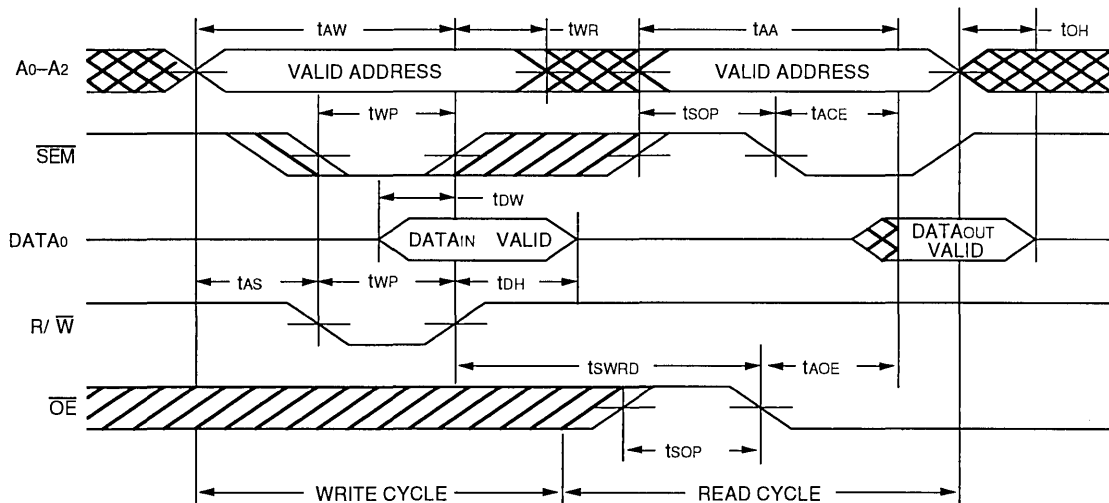 tAW tWR tAA tOH
A0–A2 VALID ADDRESS VALID ADDRESS
tWP tSOP tACE
SEM
tDW
DATA0 DATAIN VALID DATAOUT VALID
tAS tWP tDH
R/ W
tSWRD tAOE
OE
tSOP
WRITE CYCLE READ CYCLE